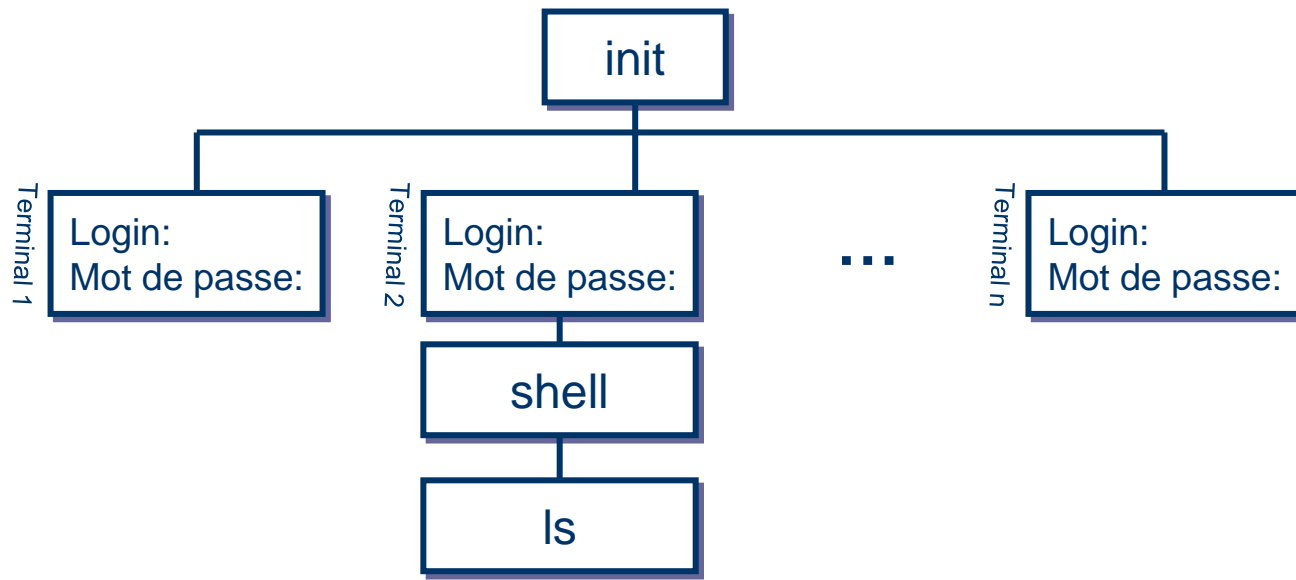 init
Terminal 1
Login:
Mot de passe:
Terminal 2
Login:
Mot de passe:
...
Terminal n
Login:
Mot de passe:
shell
ls